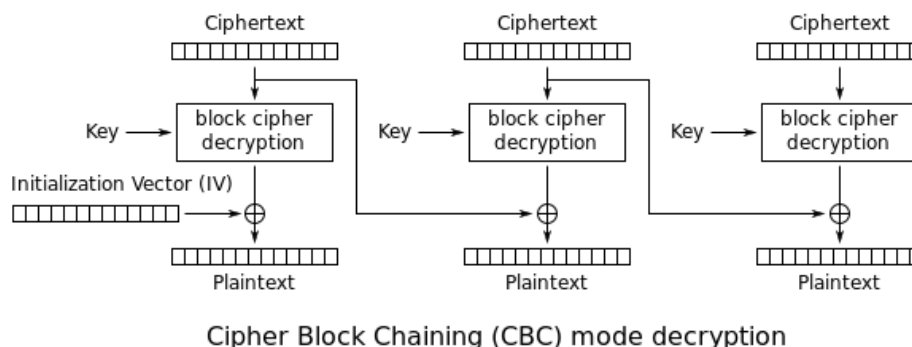 Ciphertext Ciphertext Ciphertext
Key block cipher decryption Key block cipher decryption Key block cipher decryption
Initialization Vector (IV)
Plaintext Plaintext Plaintext
Cipher Block Chaining (CBC) mode decryption